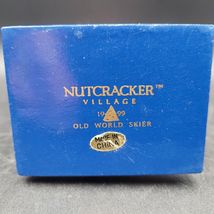 NUTCRACKER™
VILLAGE
19 99
OLD WORLD SKIER
MADE IN
CHINA